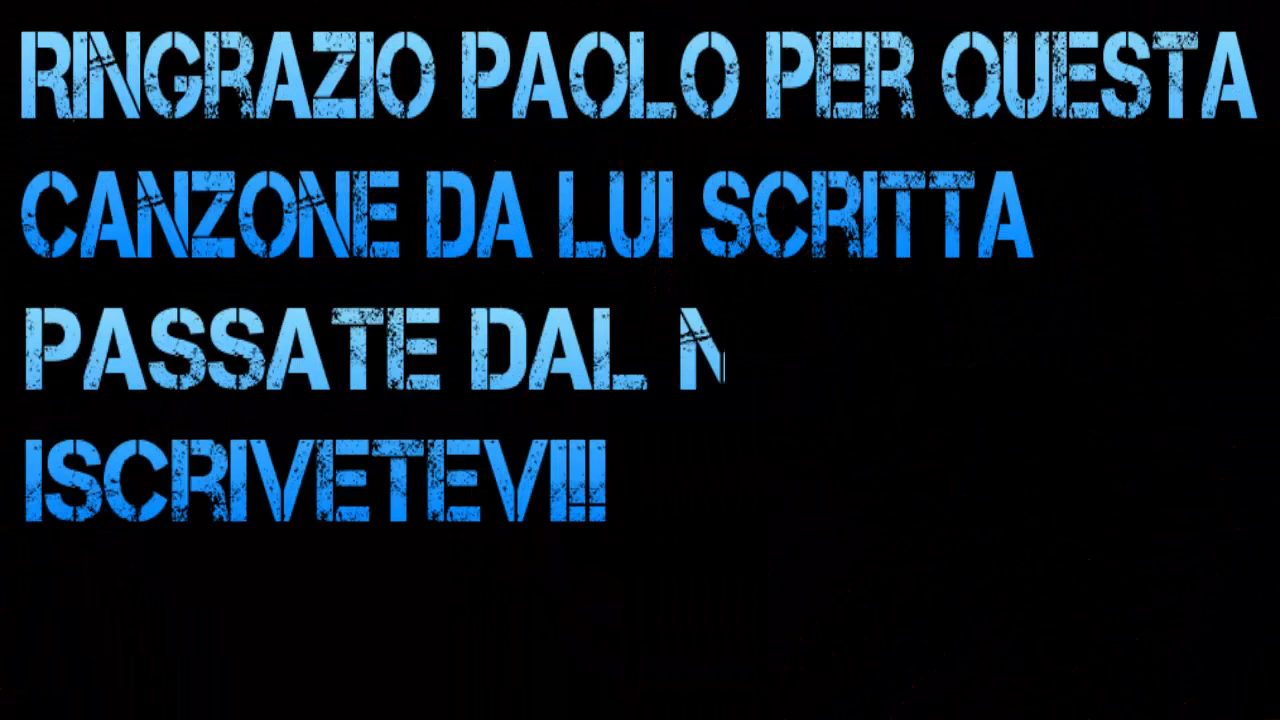 RINGRAZIO PAOLO PER QUESTA
CANZONE DA LUI SCRITTA
PASSATE DAL N
ISCRIVETEVI!!!